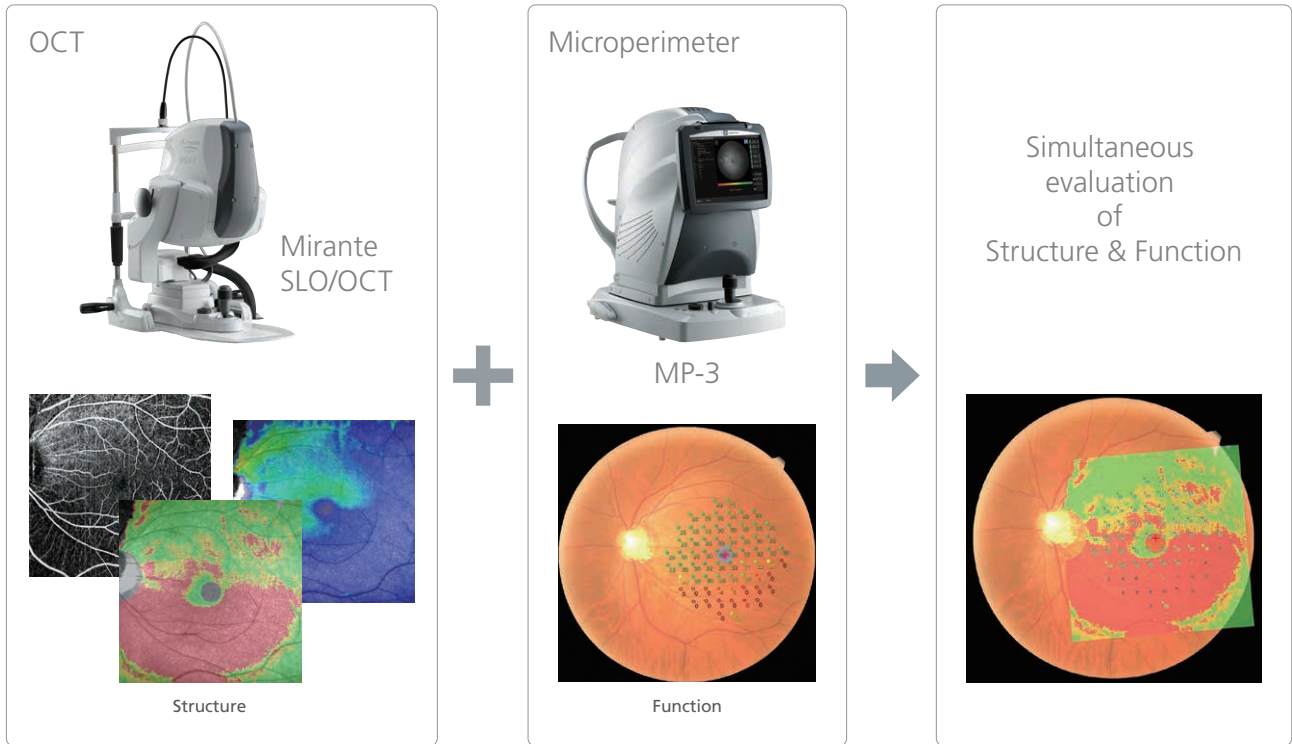 OCT
Mirante
SLO/OCT
Structure
Microperimeter
MP-3
Function
Simultaneous
evaluation
of
Structure & Function